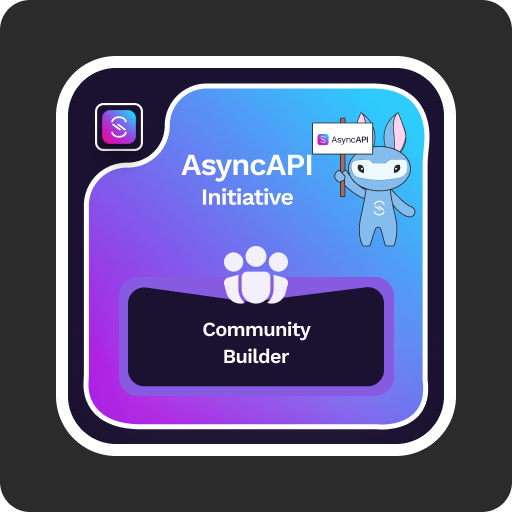 AsyncAPI
AsyncAPI
Initiative
Community
Builder